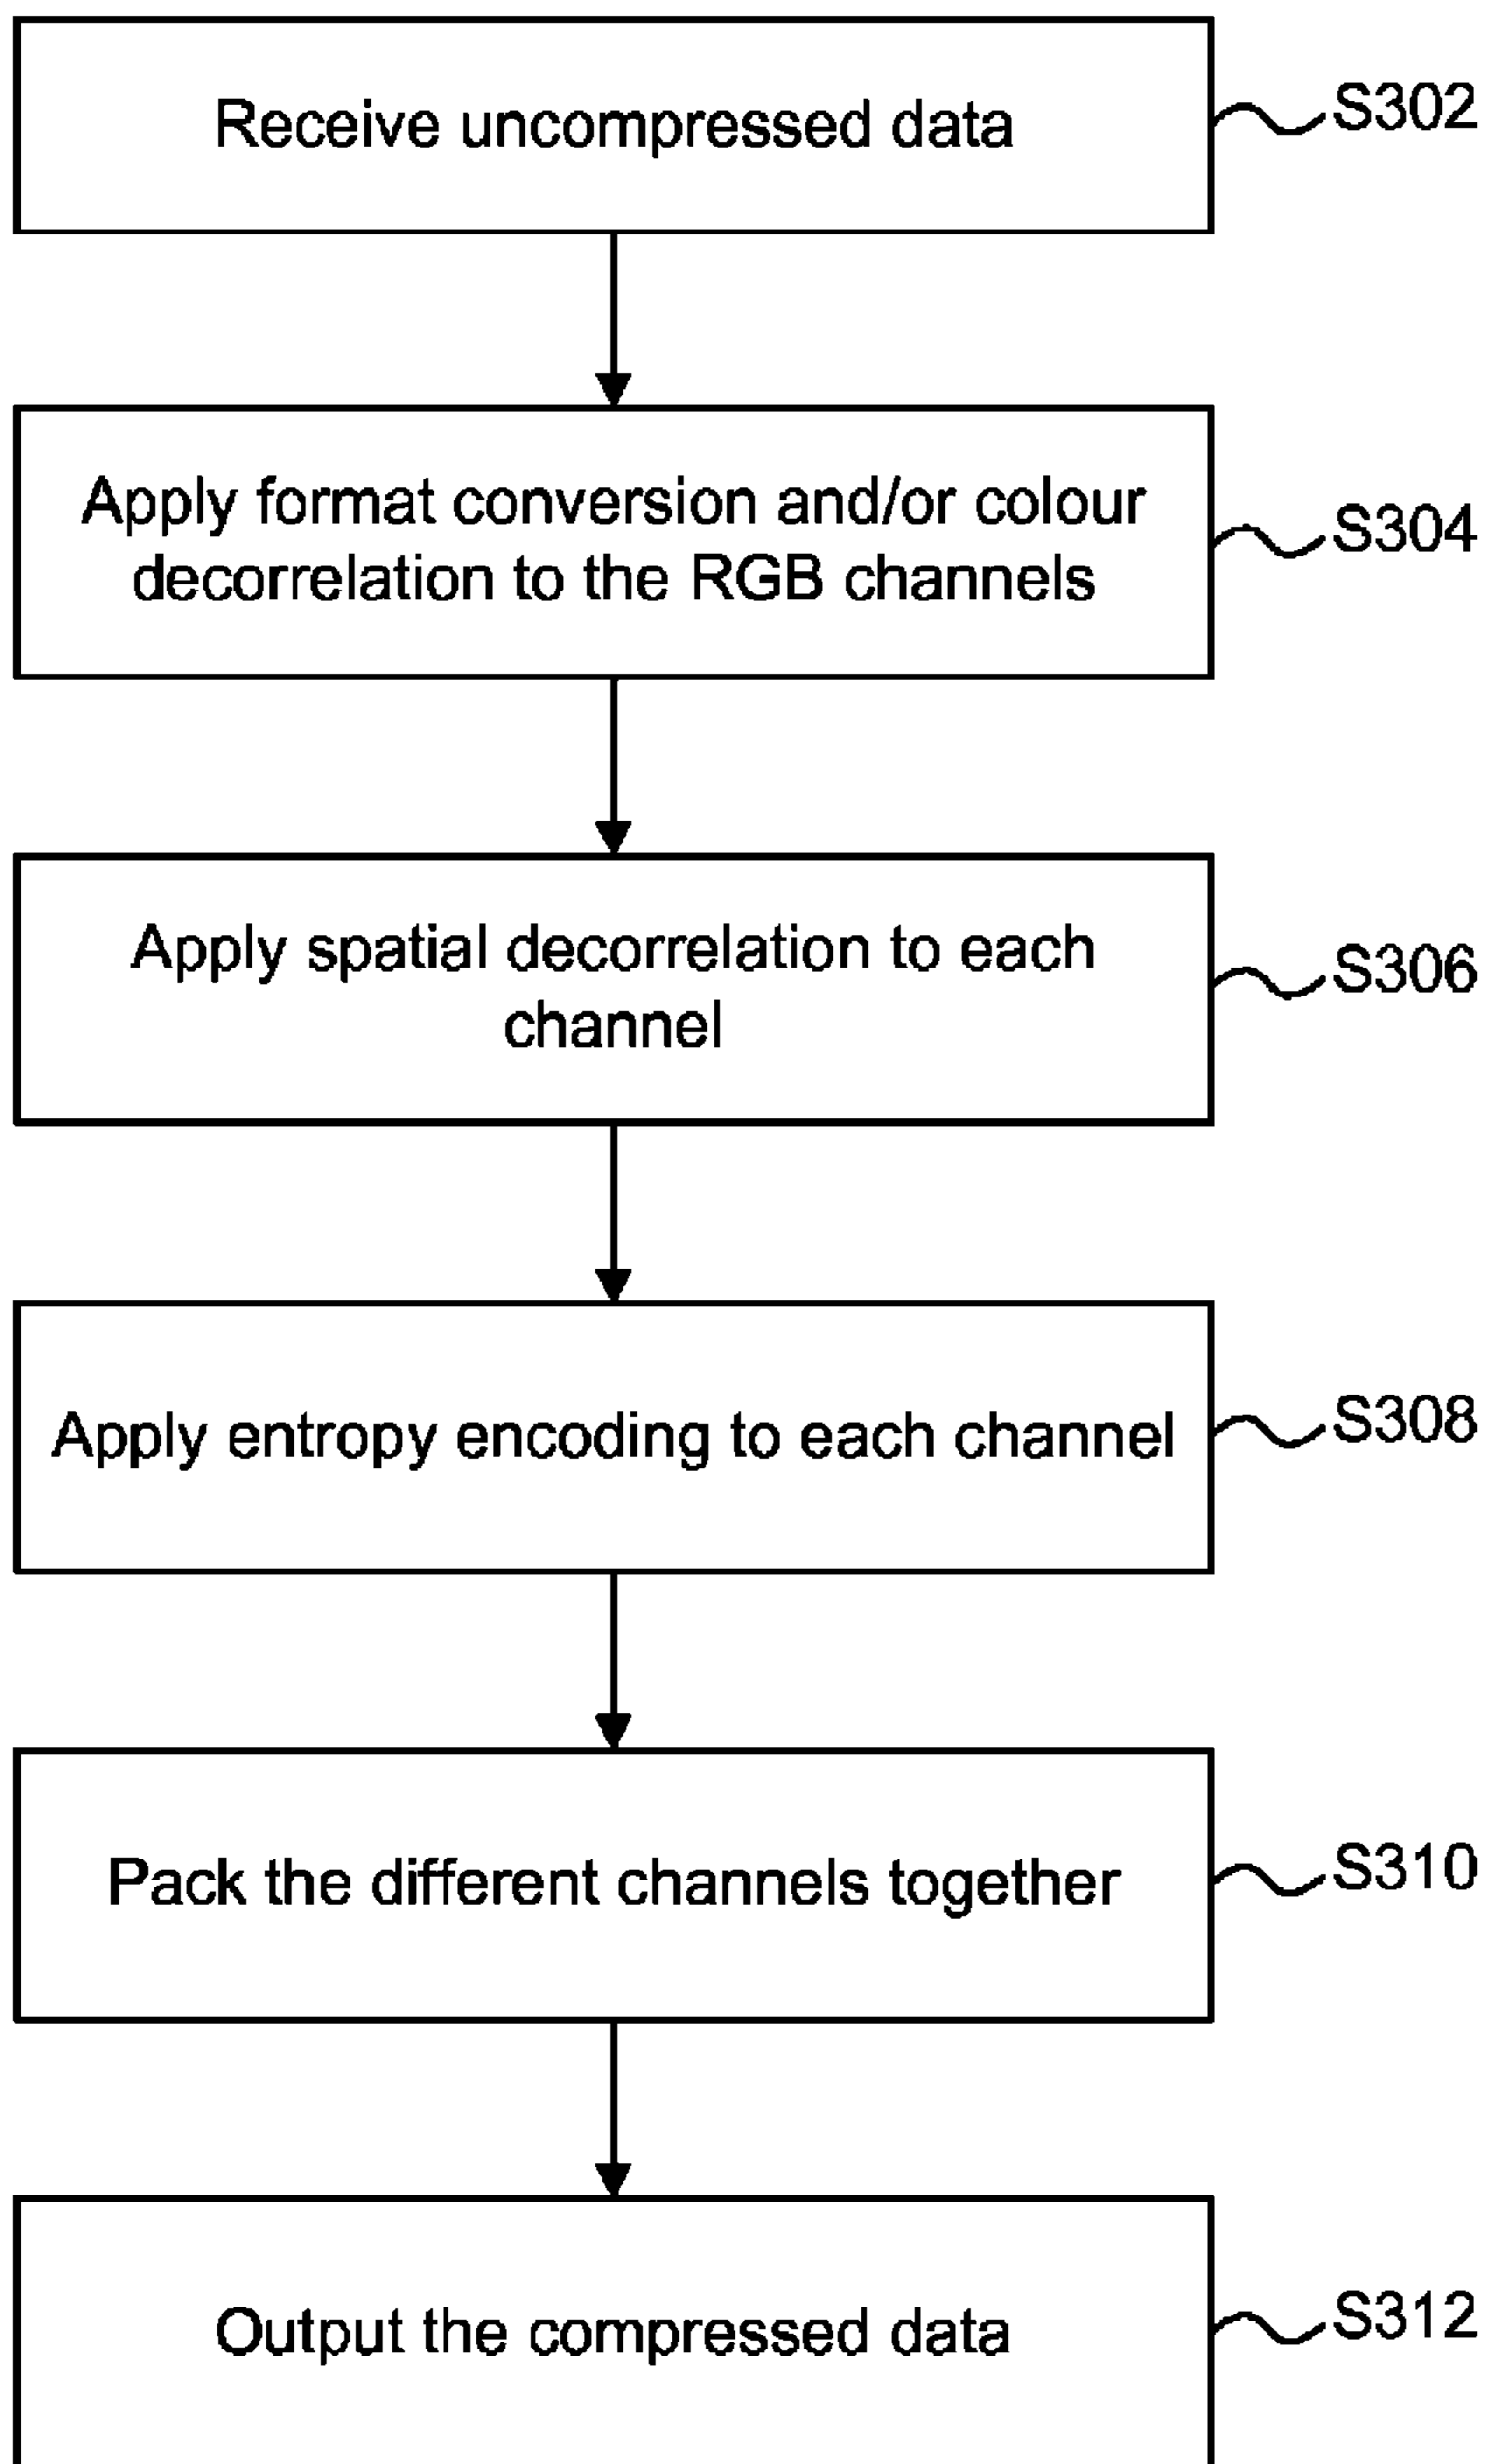 Receive uncompressed data
S302
Apply format conversion and/or colour
decorrelation to the RGB channels
S304
Apply spatial decorrelation to each
channel
S306
Apply entropy encoding to each channel
S308
Pack the different channels together
S310
Output the compressed data
S312